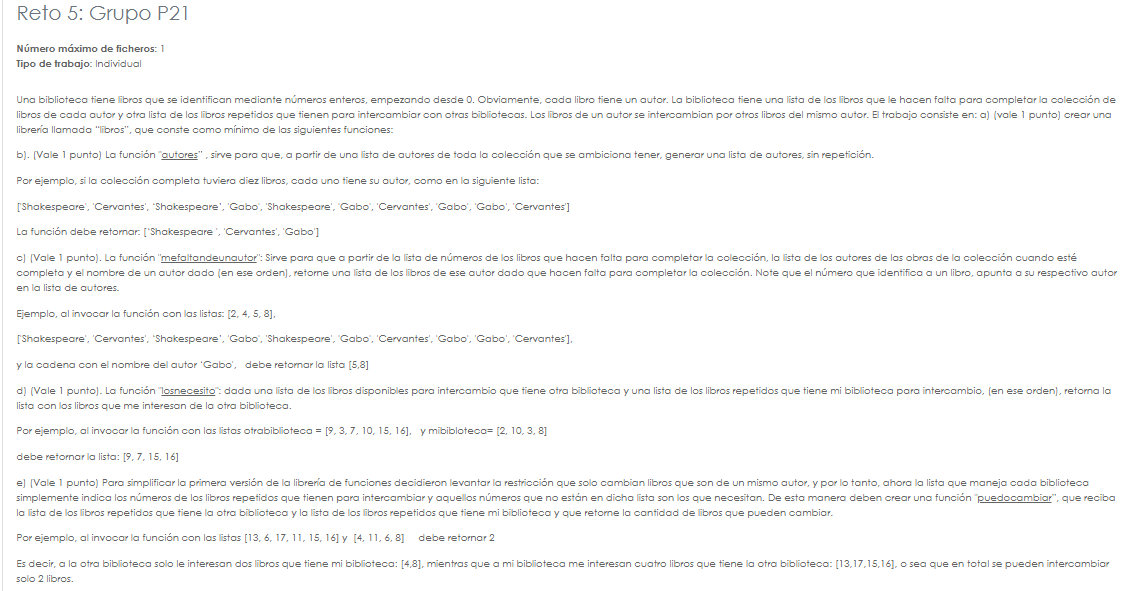 Reto 5: Grupo P21
Número máximo de ficheros: 1
Tipo de trabajo: Individual
Una biblioteca tiene libros que se identifican mediante números enteros, empezando desde 0. Obviamente, cada libro tiene un autor. La biblioteca tiene una lista de los libros que le hacen falta para completar la colección de
libros de cada autor y otra lista de los libros repetidos que tienen para intercambiar con otras bibliotecas. Los libros de un autor se intercambian por otros libros del mismo autor. El trabajo consiste en: a) (vale 1 punto) crear una
librería llamada "libros", que conste como mínimo de las siguientes funciones:
b). (Vale 1 punto) La función "autores" , sirve para que, a partir de una lista de autores de toda la colección que se ambiciona tener, generar una lista de autores, sin repetición.
Por ejemplo, si la colección completa tuviera diez libros, cada uno tiene su autor, como en la siguiente lista:
['Shakespeare', 'Cervantes', 'Shakespeare', 'Gabo', 'Shakespeare', 'Gabo', 'Cervantes', 'Gabo', 'Gabo', 'Cervantes']
La función debe retornar: ['Shakespeare ', 'Cervantes', 'Gabo']
c) (Vale 1 punto). La función "mefaltandeunautor": Sirve para que a partir de la lista de números de los libros que hacen falta para completar la colección, la lista de los autores de las obras de la colección cuando esté
completa y el nombre de un autor dado (en ese orden), retorne una lista de los libros de ese autor dado que hacen falta para completar la colección. Note que el número que identifica a un libro, apunta a su respectivo autor
en la lista de autores.
Ejemplo, al invocar la función con las listas: [2, 4, 5, 8],
['Shakespeare', 'Cervantes', 'Shakespeare', 'Gabo', 'Shakespeare', 'Gabo', 'Cervantes', 'Gabo', 'Gabo', 'Cervantes'],
y la cadena con el nombre del autor 'Gabo', debe retornar la lista [5,8]
d) (Vale 1 punto). La función "losnecesito": dada una lista de los libros disponibles para intercambio que tiene otra biblioteca y una lista de los libros repetidos que tiene mi biblioteca para intercambio, (en ese orden), retorna la
lista con los libros que me interesan de la otra biblioteca.
Por ejemplo, al invocar la función con las listas otrabiblioteca = [9, 3, 7, 10, 15, 16], y mibibloteca= [2, 10, 3, 8]
debe retornar la lista: [9, 7, 15, 16]
e) (Vale 1 punto) Para simplificar la primera versión de la librería de funciones decidieron levantar la restricción que solo cambian libros que son de un mismo autor, y por lo tanto, ahora la lista que maneja cada biblioteca
simplemente indica los números de los libros repetidos que tienen para intercambiar y aquellos números que no están en dicha lista son los que necesitan. De esta manera deben crear una función "puedocambiar", que reciba
la lista de los libros repetidos que tiene la otra biblioteca y la lista de los libros repetidos que tiene mi biblioteca y que retorne la cantidad de libros que pueden cambiar.
Por ejemplo, al invocar la función con las listas [13, 6, 17, 11, 15, 16] y [4, 11, 6, 8] debe retornar 2
Es decir, a la otra biblioteca solo le interesan dos libros que tiene mi biblioteca: [4,8], mientras que a mi biblioteca me interesan cuatro libros que tiene la otra biblioteca: [13,17,15,16], o sea que en total se pueden intercambiar
solo 2 libros.